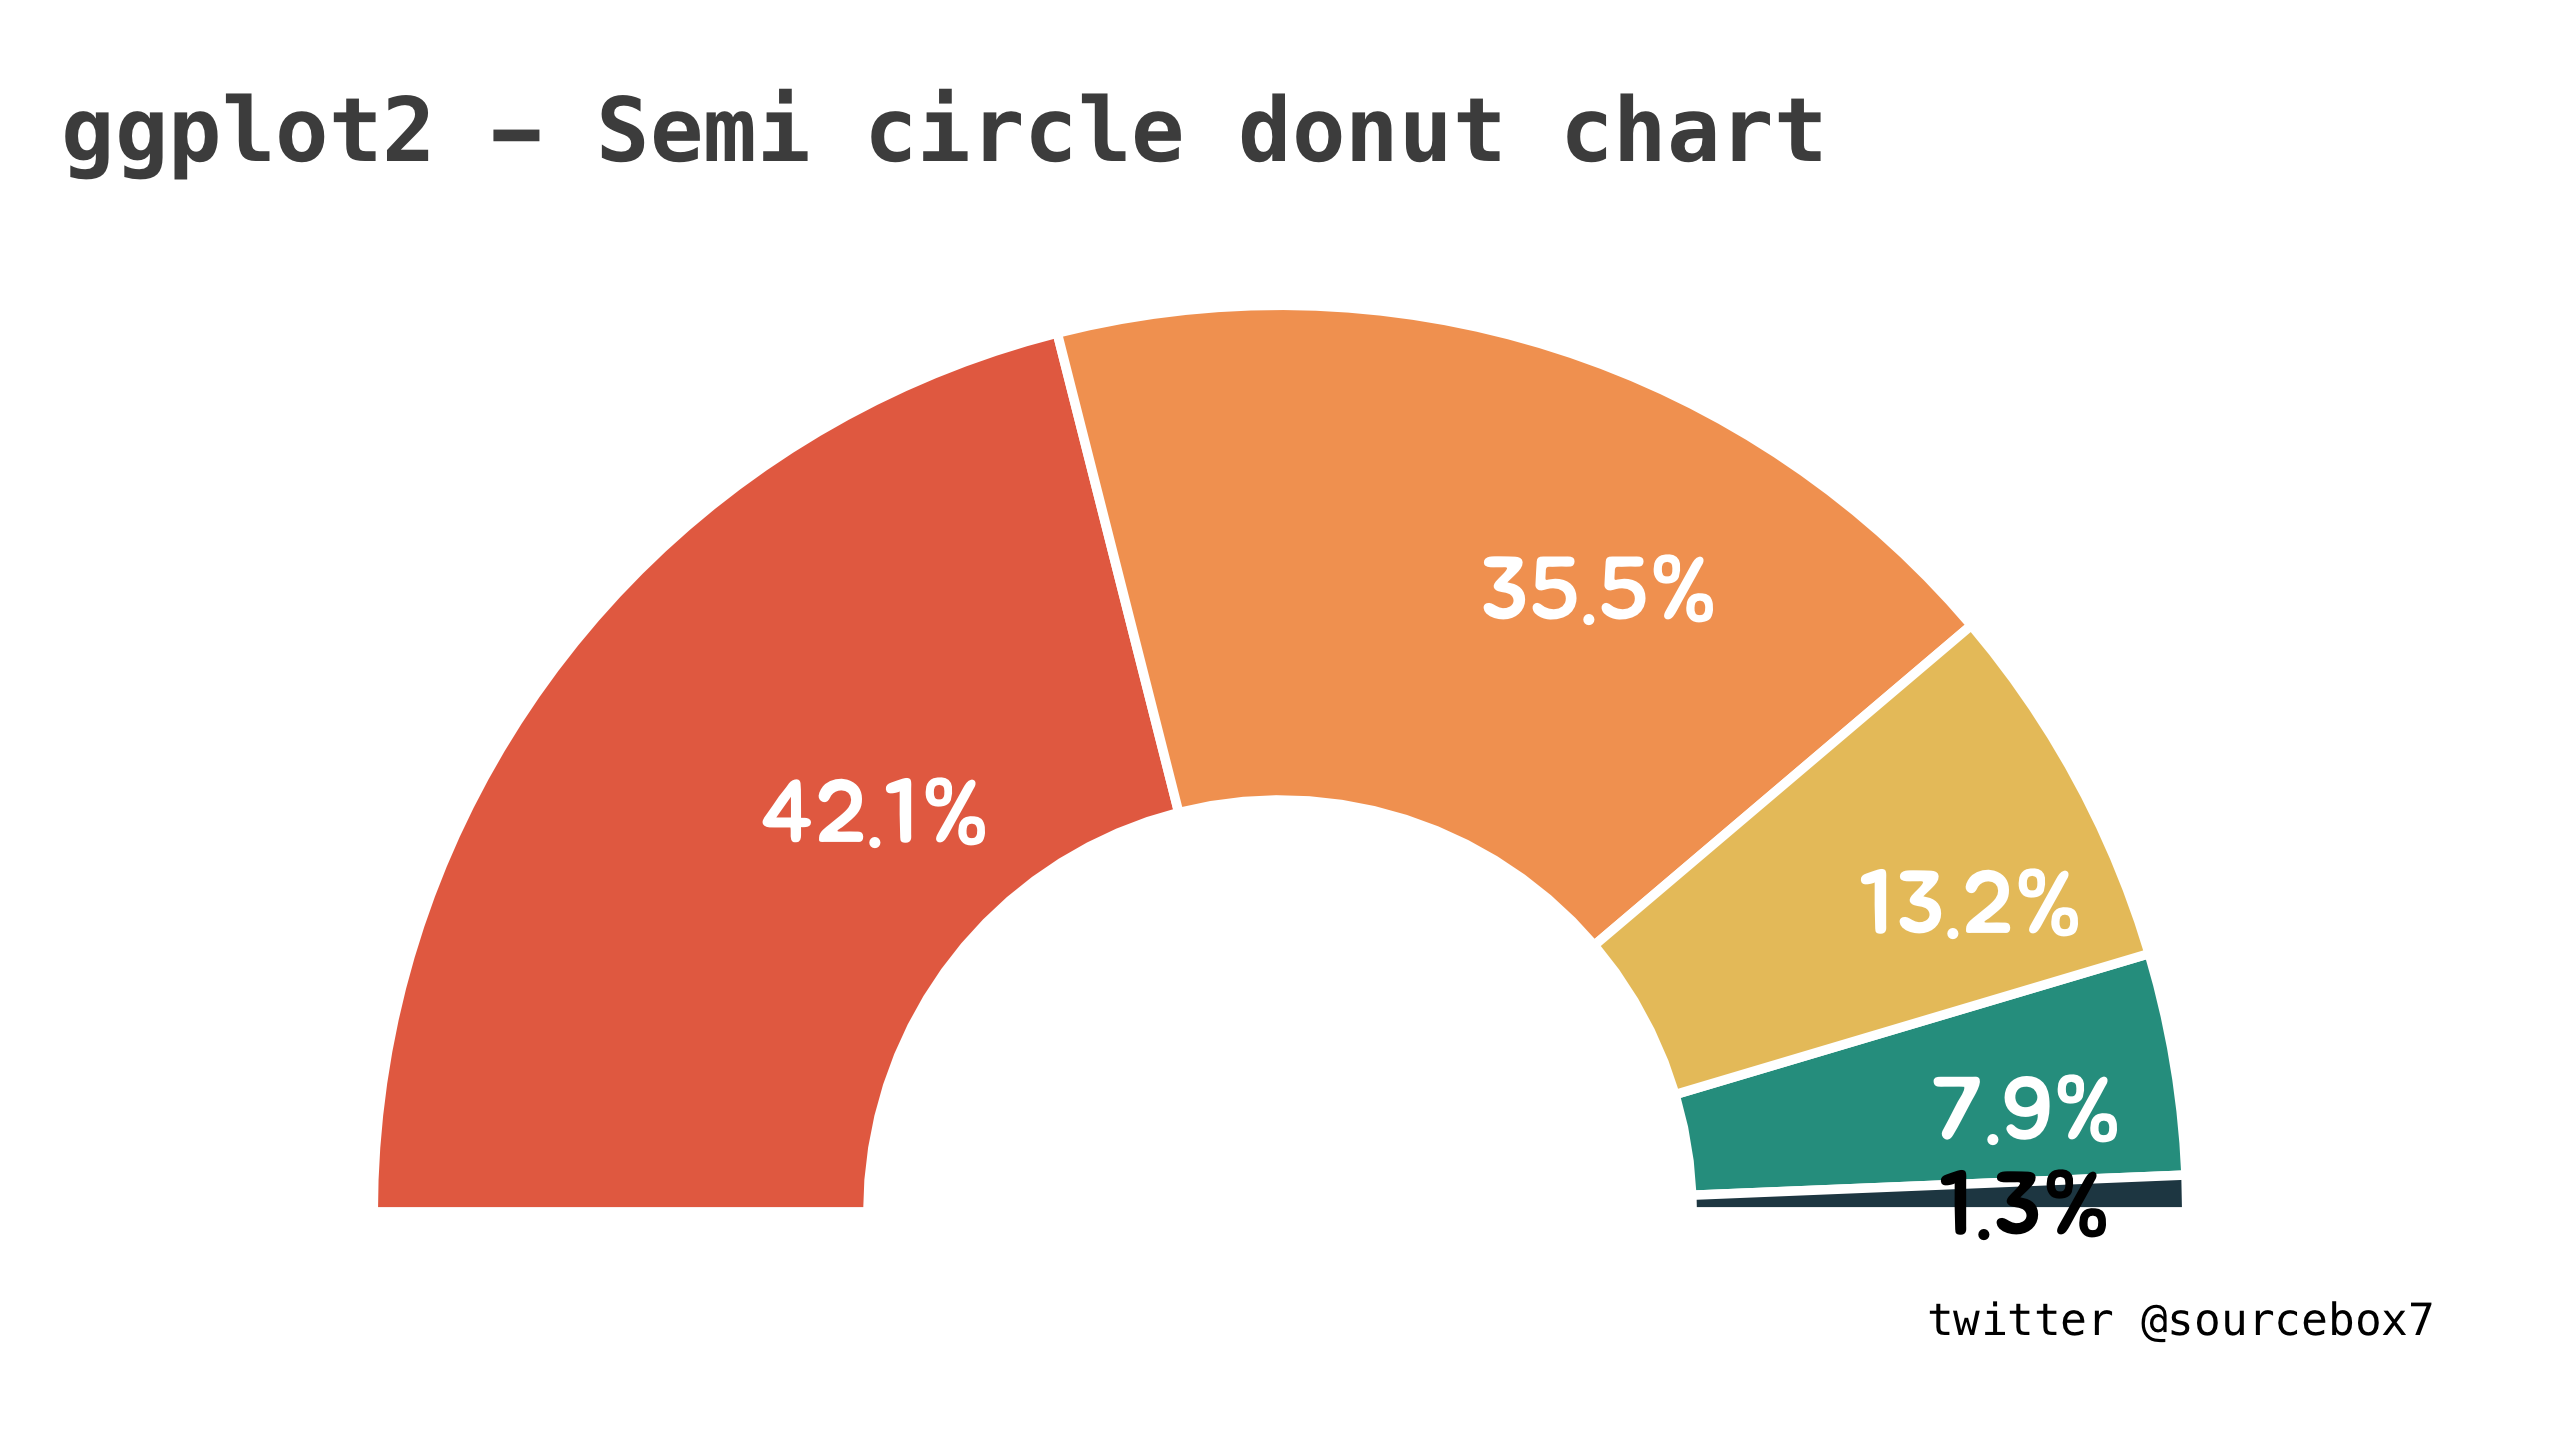 ggplot2 – Semi circle donut chart
35.5%
42.1%
13.2%
7.9%
1.3%
twitter @sourcebox7